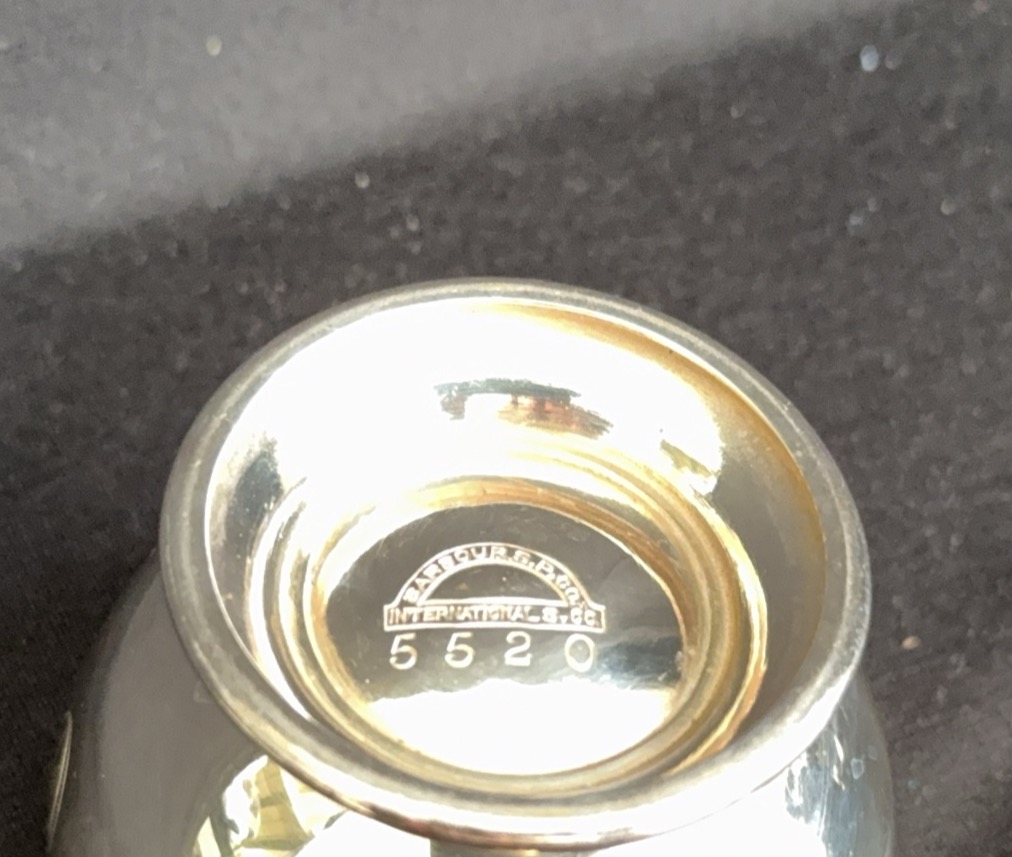 BARBOUR S.P. CO.
INTERNATIONAL S. CO.
5520